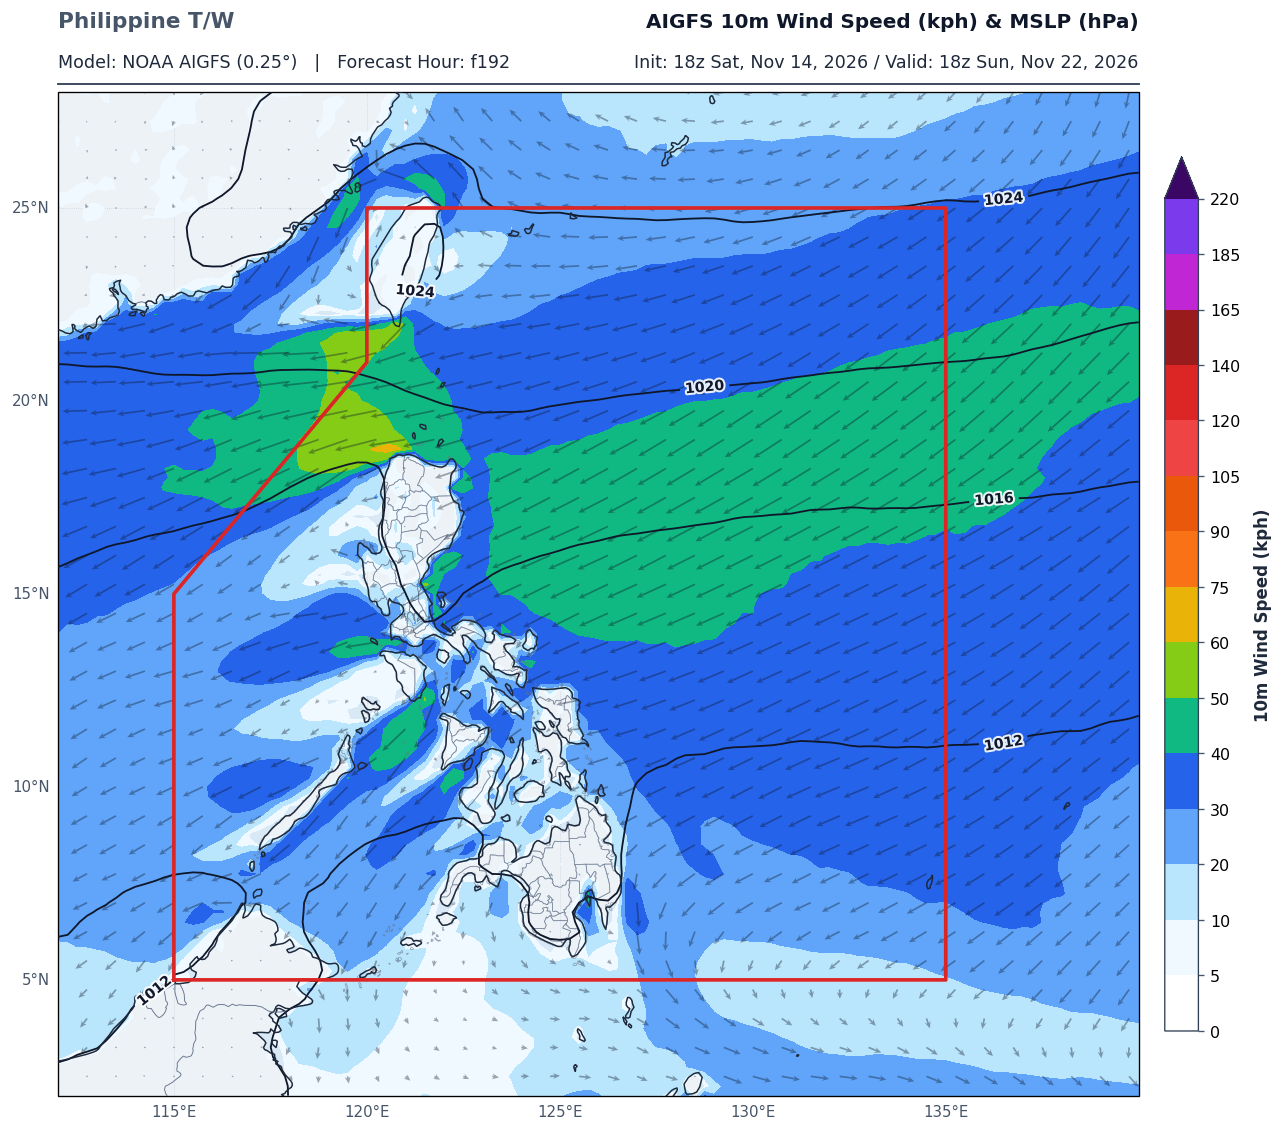 Philippine T/W
AIGFS 10m Wind Speed (kph) & MSLP (hPa)
Model: NOAA AIGFS (0.25°)   |   Forecast Hour: f192
Init: 18z Sat, Nov 14, 2026 / Valid: 18z Sun, Nov 22, 2026
25°N
20°N
15°N
10°N
5°N
115°E
120°E
125°E
130°E
135°E
1024
1024
1020
1016
1012
1012
220
185
165
140
120
105
90
75
60
50
40
30
20
10
5
0
10m Wind Speed (kph)